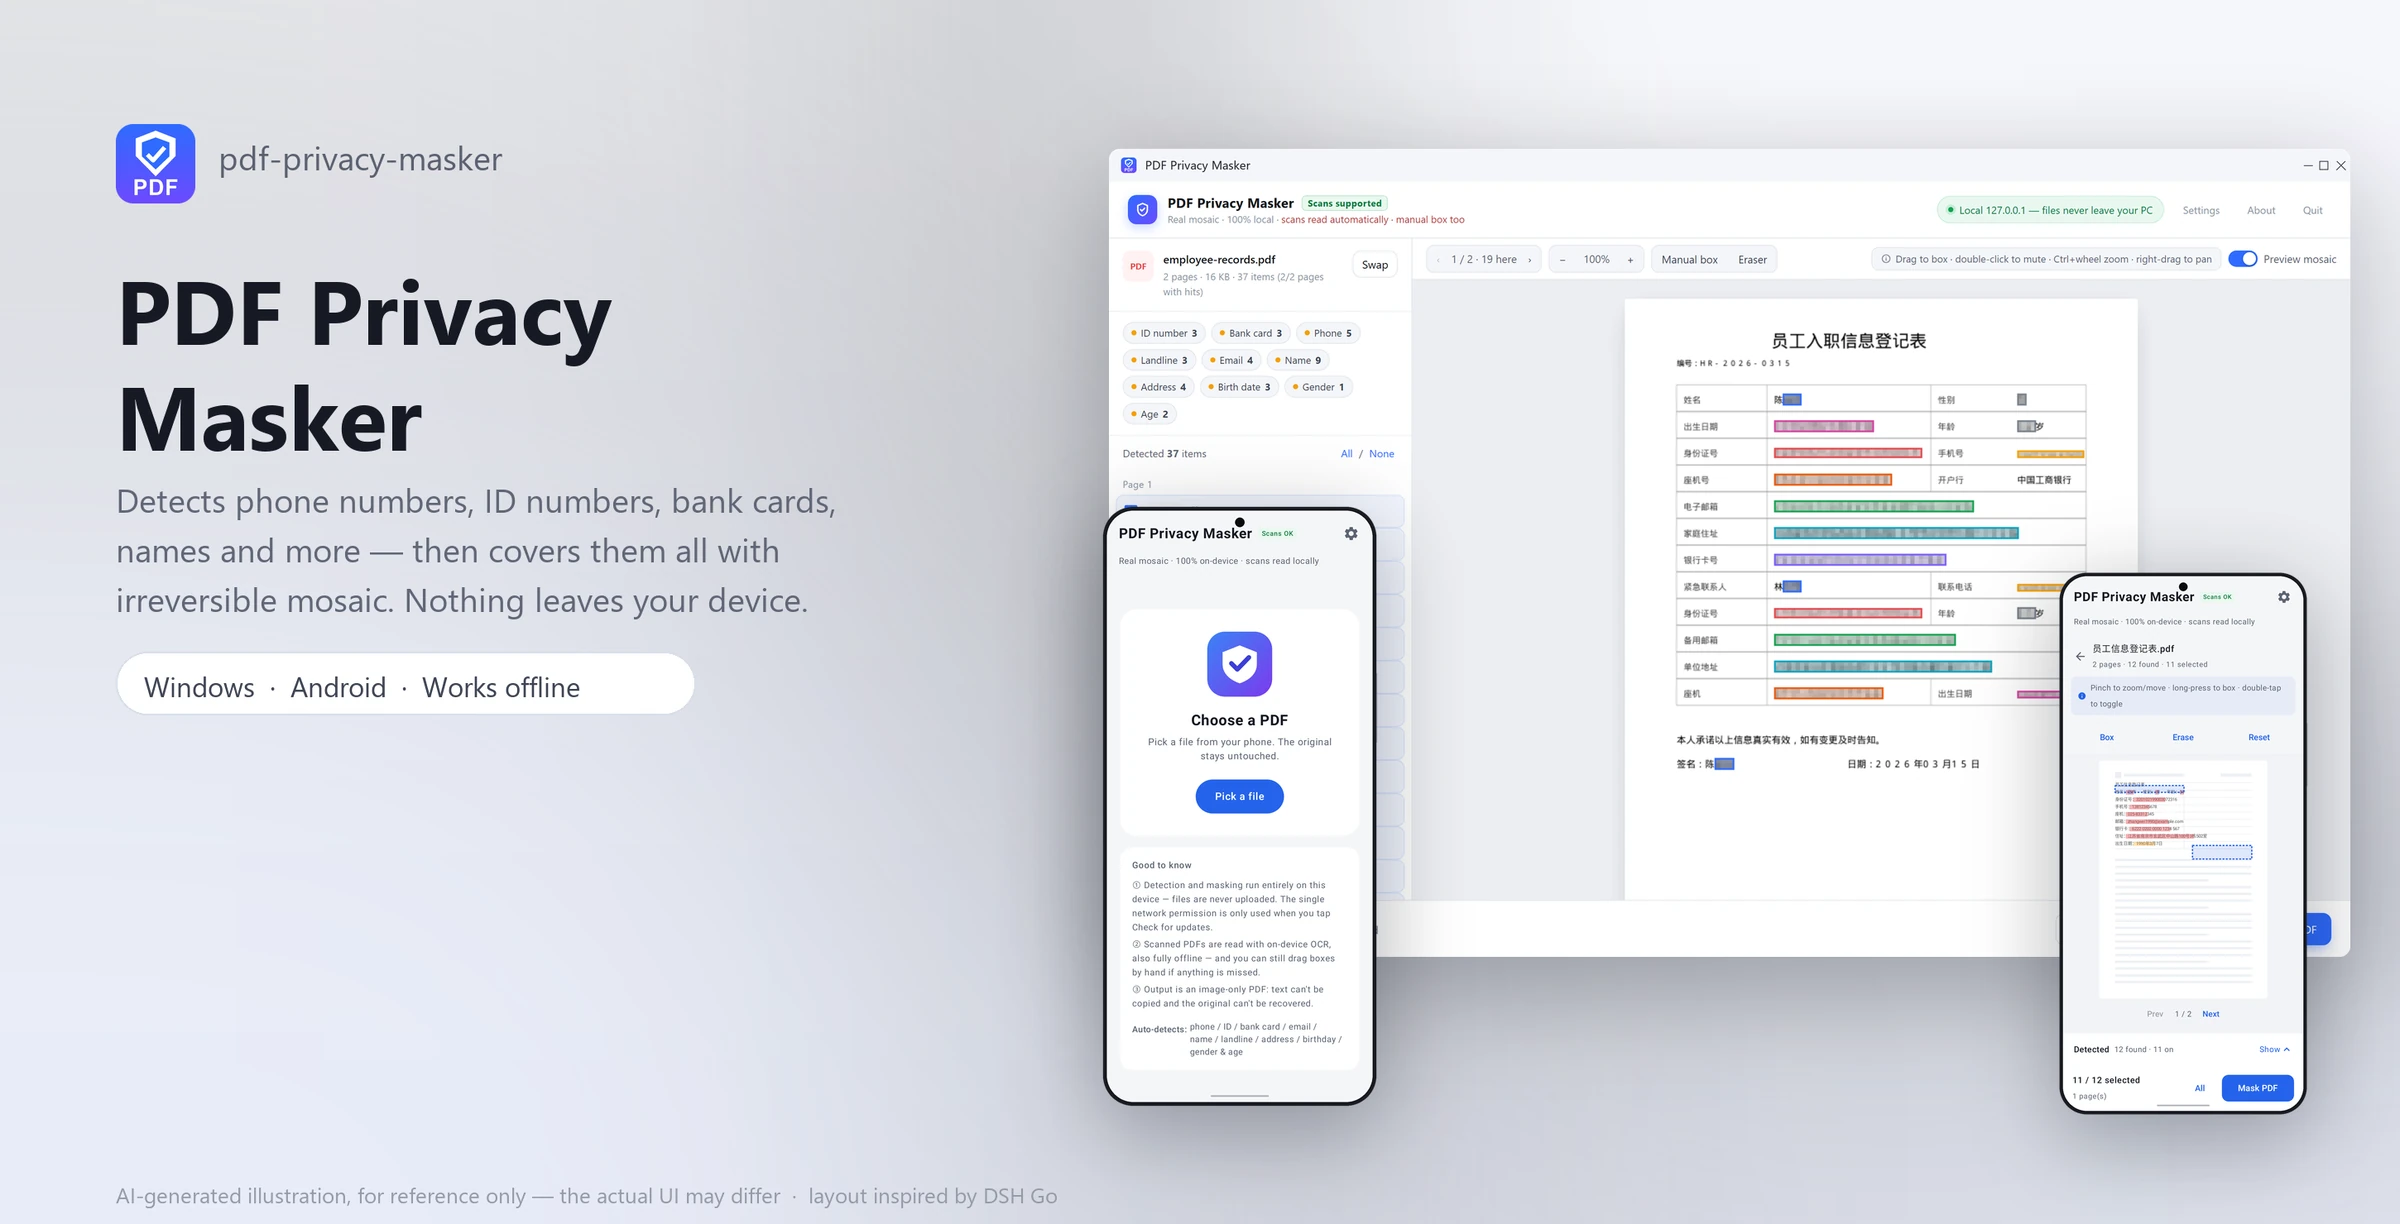 PDF
pdf-privacy-masker
PDF Privacy
Masker
Detects phone numbers, ID numbers, bank cards,
names and more — then covers them all with
irreversible mosaic. Nothing leaves your device.
Windows · Android · Works offline
AI-generated illustration, for reference only — the actual UI may differ · layout inspired by DSH Go
PDF Privacy Masker
PDF Privacy Masker Scans supported
Real mosaic · 100% local · scans read automatically · manual box too
Local 127.0.0.1 — files never leave your PC
Settings About Quit
PDF
employee-records.pdf
2 pages · 16 KB · 37 items (2/2 pages
with hits)
Swap
‹ 1 / 2 · 19 here ›
− 100% +
Manual box Eraser
Drag to box · double-click to mute · Ctrl+wheel zoom · right-drag to pan
Preview mosaic
ID number 3 Bank card 3 Phone 5
Landline 3 Email 4 Name 9
Address 4 Birth date 3 Gender 1
Age 2
Detected 37 items All / None
Page 1
员工入职信息登记表
编号：HR-2026-0315
姓名 陈 性别
出生日期 年龄 岁
身份证号 手机号
座机号 开户行 中国工商银行
电子邮箱
家庭住址
银行卡号
紧急联系人 林 联系电话
身份证号 年龄 岁
备用邮箱
单位地址
座机 出生日期
本人承诺以上信息真实有效，如有变更及时告知。
签名：陈 日期：2026年03月15日
PDF Privacy Masker Scans OK
Real mosaic · 100% on-device · scans read locally
Choose a PDF
Pick a file from your phone. The original
stays untouched.
Pick a file
Good to know
① Detection and masking run entirely on this
device — files are never uploaded. The single
network permission is only used when you tap
Check for updates.
② Scanned PDFs are read with on-device OCR,
also fully offline — and you can still drag boxes
by hand if anything is missed.
③ Output is an image-only PDF: text can't be
copied and the original can't be recovered.
Auto-detects: phone / ID / bank card / email /
name / landline / address / birthday /
gender & age
PDF Privacy Masker Scans OK
Real mosaic · 100% on-device · scans read locally
员工信息登记表.pdf
2 pages · 12 found · 11 selected
Pinch to zoom/move · long-press to box · double-tap
to toggle
Box Erase Reset
Prev 1 / 2 Next
Detected 12 found · 11 on Show
11 / 12 selected
1 page(s)
All
Mask PDF